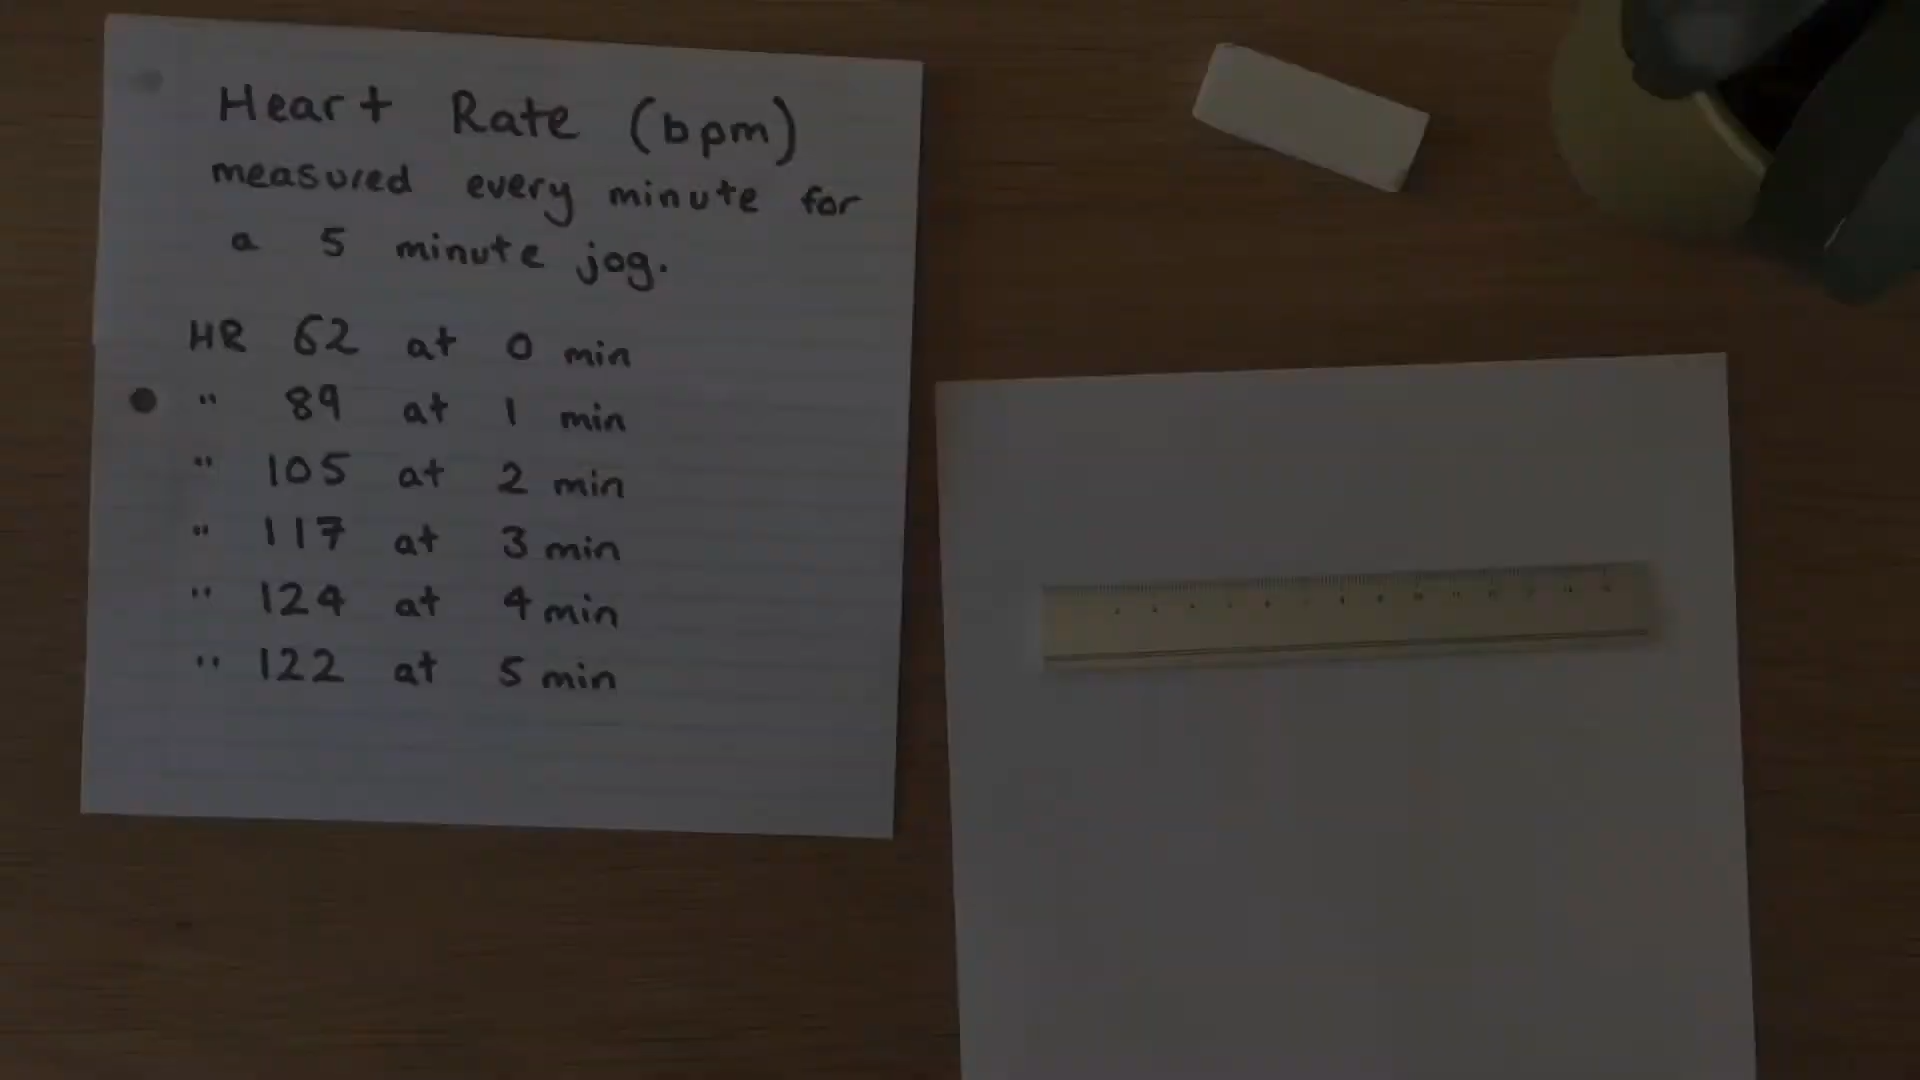 Heart Rate (bpm)
measured every minute for
a 5 minute jog.
HR 62 at 0 min
" 89 at 1 min
" 105 at 2 min
" 117 at 3 min
" 124 at 4 min
" 122 at 5 min